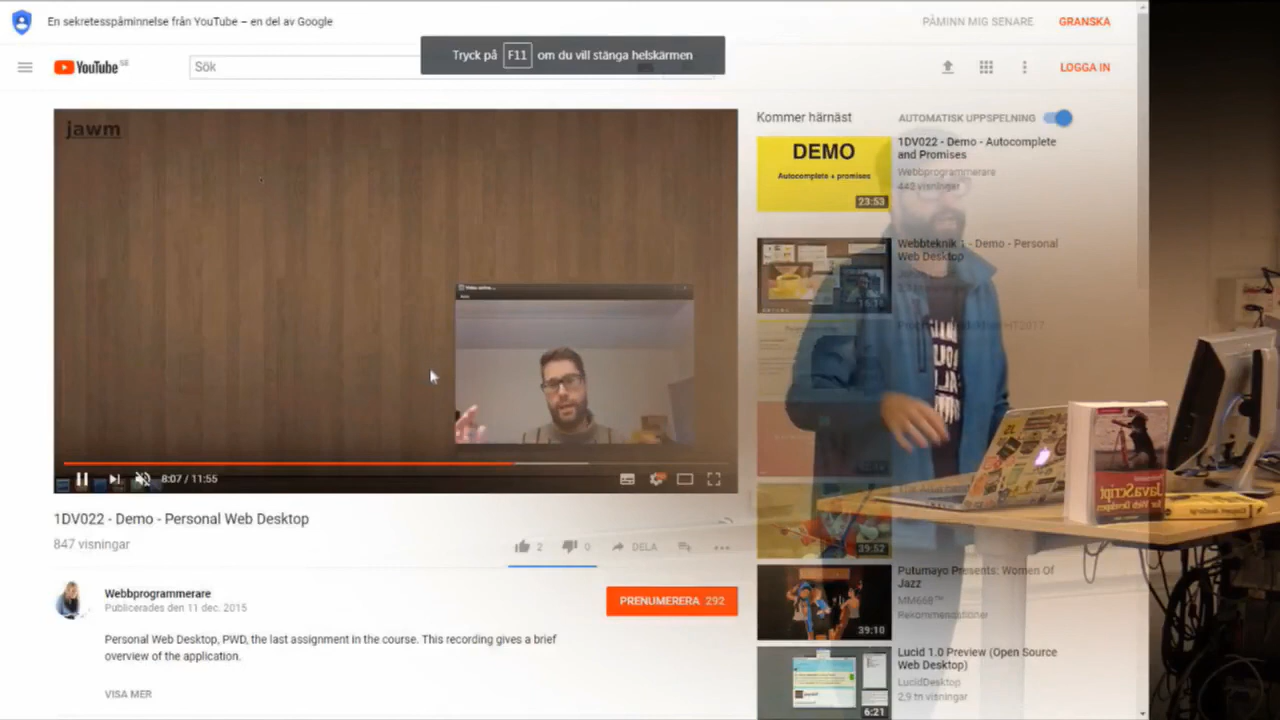 En sekretesspåminnelse från YouTube – en del av Google
PÅMINN MIG SENARE
GRANSKA
Tryck på F11 om du vill stänga helskärmen
YouTube SE
Sök
LOGGA IN
jawm
8:07 / 11:55
1DV022 - Demo - Personal Web Desktop
847 visningar
2
0
DELA
Webbprogrammerare
Publicerades den 11 dec. 2015
PRENUMERERA 292
Personal Web Desktop, PWD, the last assignment in the course. This recording gives a brief
overview of the application.
VISA MER
Kommer härnäst
AUTOMATISK UPPSPELNING
DEMO
Autocomplete + promises
23:53
1DV022 - Demo - Autocomplete
and Promises
Webbprogrammerare
442 visningar
Webbteknik 1 - Demo - Personal
Web Desktop
39:52
Putumayo Presents: Women Of
Jazz
MM668™
Rekommendationer
39:10
Lucid 1.0 Preview (Open Source
Web Desktop)
LucidDesktop
2,9 tn visningar
6:21
JavaScript
for Web Developers